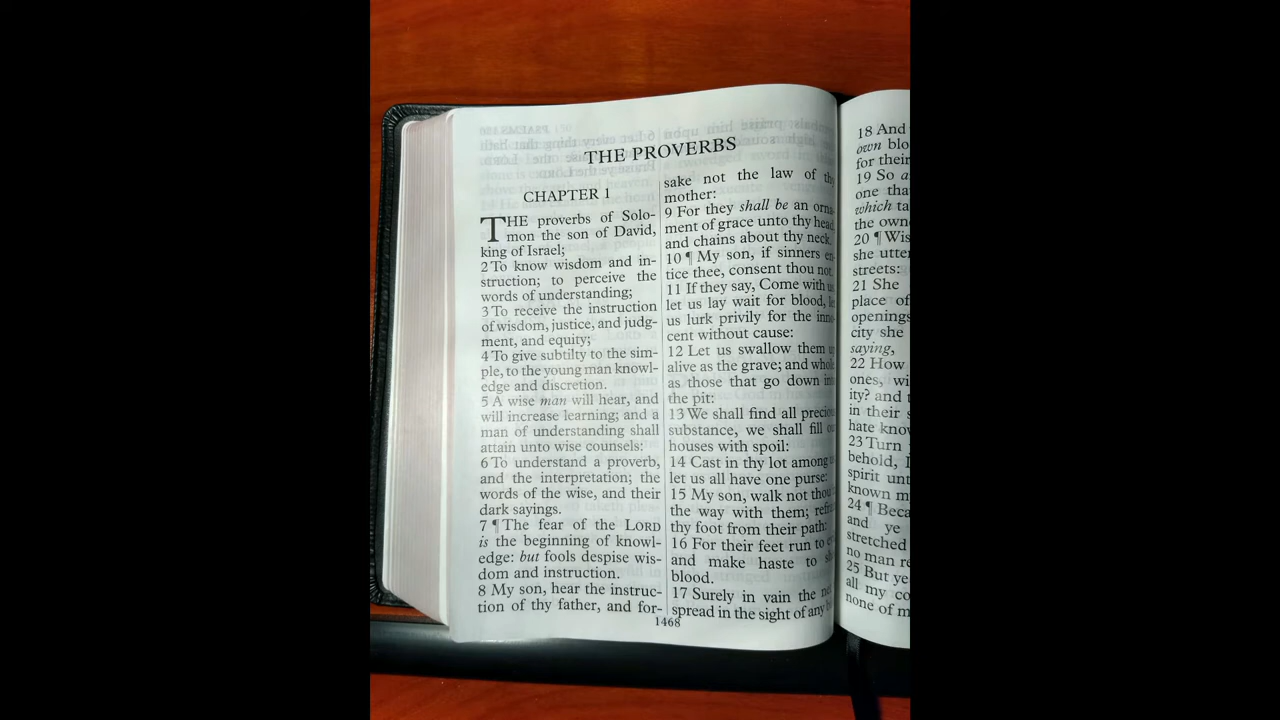 THE PROVERBS
CHAPTER 1
THE proverbs of Solo-
mon the son of David,
king of Israel;
2 To know wisdom and in-
struction; to perceive the
words of understanding;
3 To receive the instruction
of wisdom, justice, and judg-
ment, and equity;
4 To give subtilty to the sim-
ple, to the young man knowl-
edge and discretion.
5 A wise man will hear, and
will increase learning; and a
man of understanding shall
attain unto wise counsels:
6 To understand a proverb,
and the interpretation; the
words of the wise, and their
dark sayings.
7 ¶ The fear of the LORD
is the beginning of knowl-
edge: but fools despise wis-
dom and instruction.
8 My son, hear the instruc-
tion of thy father, and for-
sake not the law of thy
mother:
9 For they shall be an orna-
ment of grace unto thy head,
and chains about thy neck.
10 ¶ My son, if sinners en-
tice thee, consent thou not.
11 If they say, Come with us,
let us lay wait for blood, let
us lurk privily for the inno-
cent without cause:
12 Let us swallow them up
alive as the grave; and whole,
as those that go down into
the pit:
13 We shall find all precious
substance, we shall fill our
houses with spoil:
14 Cast in thy lot among us;
let us all have one purse:
15 My son, walk not thou in
the way with them; refrain
thy foot from their path:
16 For their feet run to
and make haste to
blood.
17 Surely in vain the net
spread in the sight of any
1468
18 And
own blo
for their
19 So
one tha
which ta
the own
20 ¶ Wis
she utter
streets:
21 She
place of
openings
city she
saying,
22 How
ones, wi
ity? and
in their
hate know
23 Turn
behold, I
spirit unt
known m
24 ¶ Beca
and ye
stretched
no man re
25 But ye
all my co
none of m